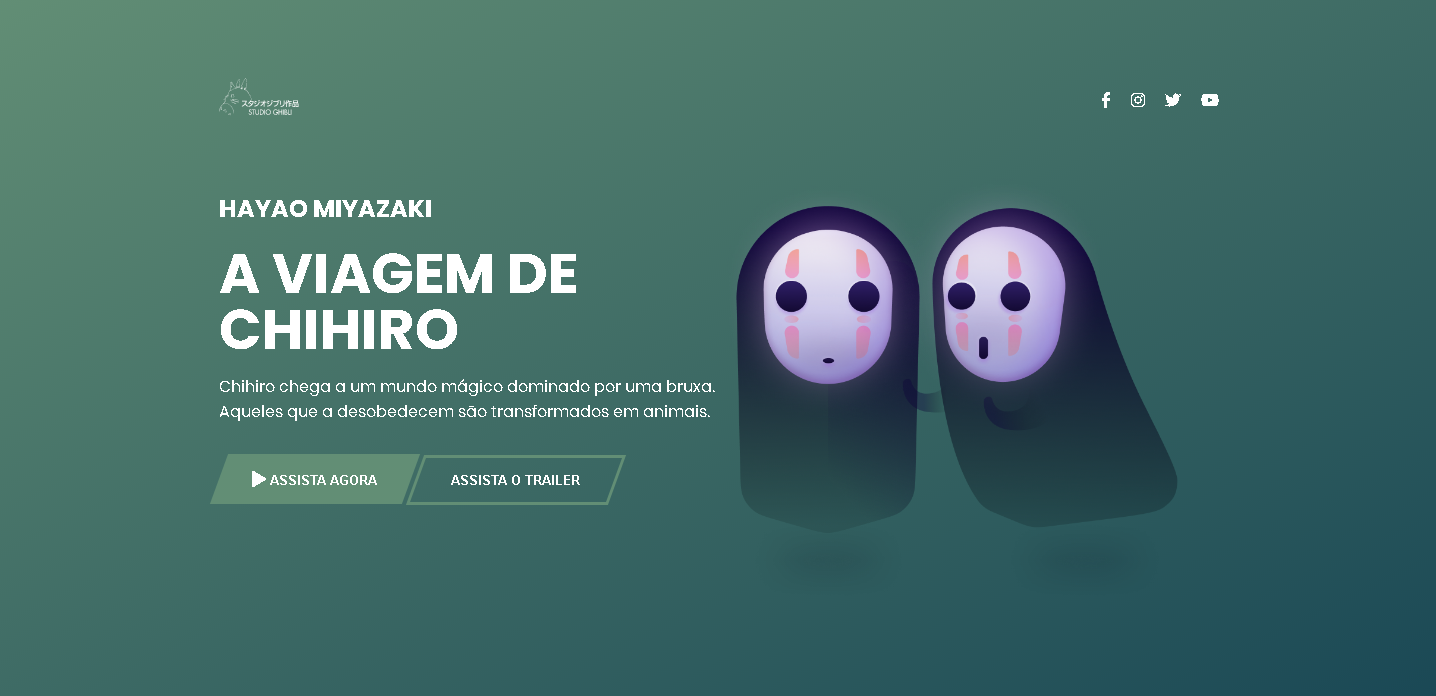 スタジオジブリ作品
STUDIO GHIBLI
HAYAO MIYAZAKI
A VIAGEM DE
CHIHIRO
Chihiro chega a um mundo mágico dominado por uma bruxa.
Aqueles que a desobedecem são transformados em animais.
ASSISTA AGORA
ASSISTA O TRAILER